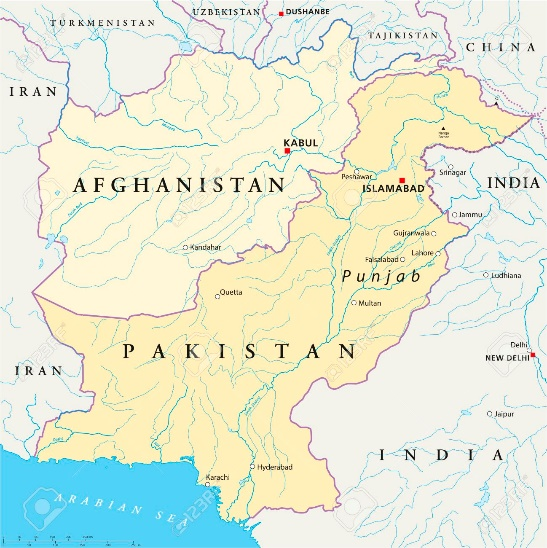 UZBEKISTAN
DUSHANBE
TURKMENISTAN
TAJIKISTAN
CHINA
IRAN
KABUL
Peshawar
ISLAMABAD
Srinagar
INDIA
AFGHANISTAN
Jammu
Gujranwala
Kandahar
Lahore
Faisalabad
Punjab
Ludhiana
Quetta
Multan
Delhi
NEW DELHI
PAKISTAN
IRAN
Jaipur
INDIA
Hyderabad
Karachi
ARABIAN SEA
123RF